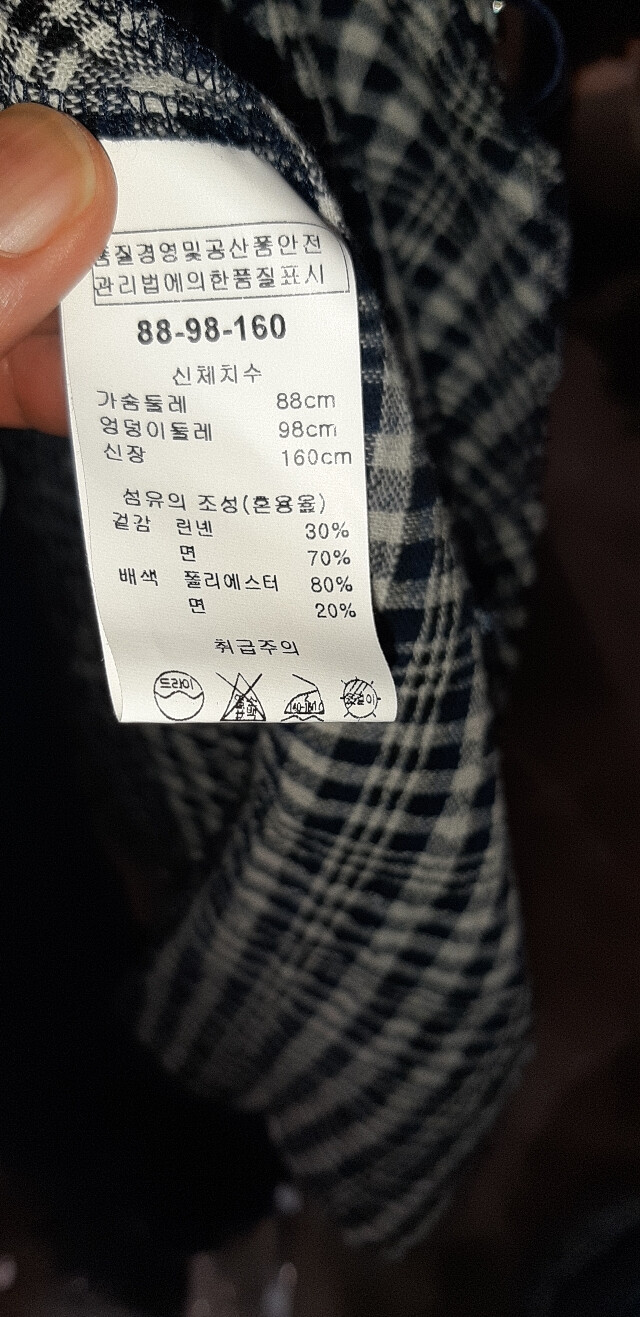 품질경영및공산품안전
관리법에의한품질표시
88-98-160
신체치수
가슴둘레 88cm
엉덩이둘레 98cm
신장 160cm
섬유의 조성(혼용율)
겉감 린넨 30%
면 70%
배색 폴리에스터 80%
면 20%
취급주의
드라이